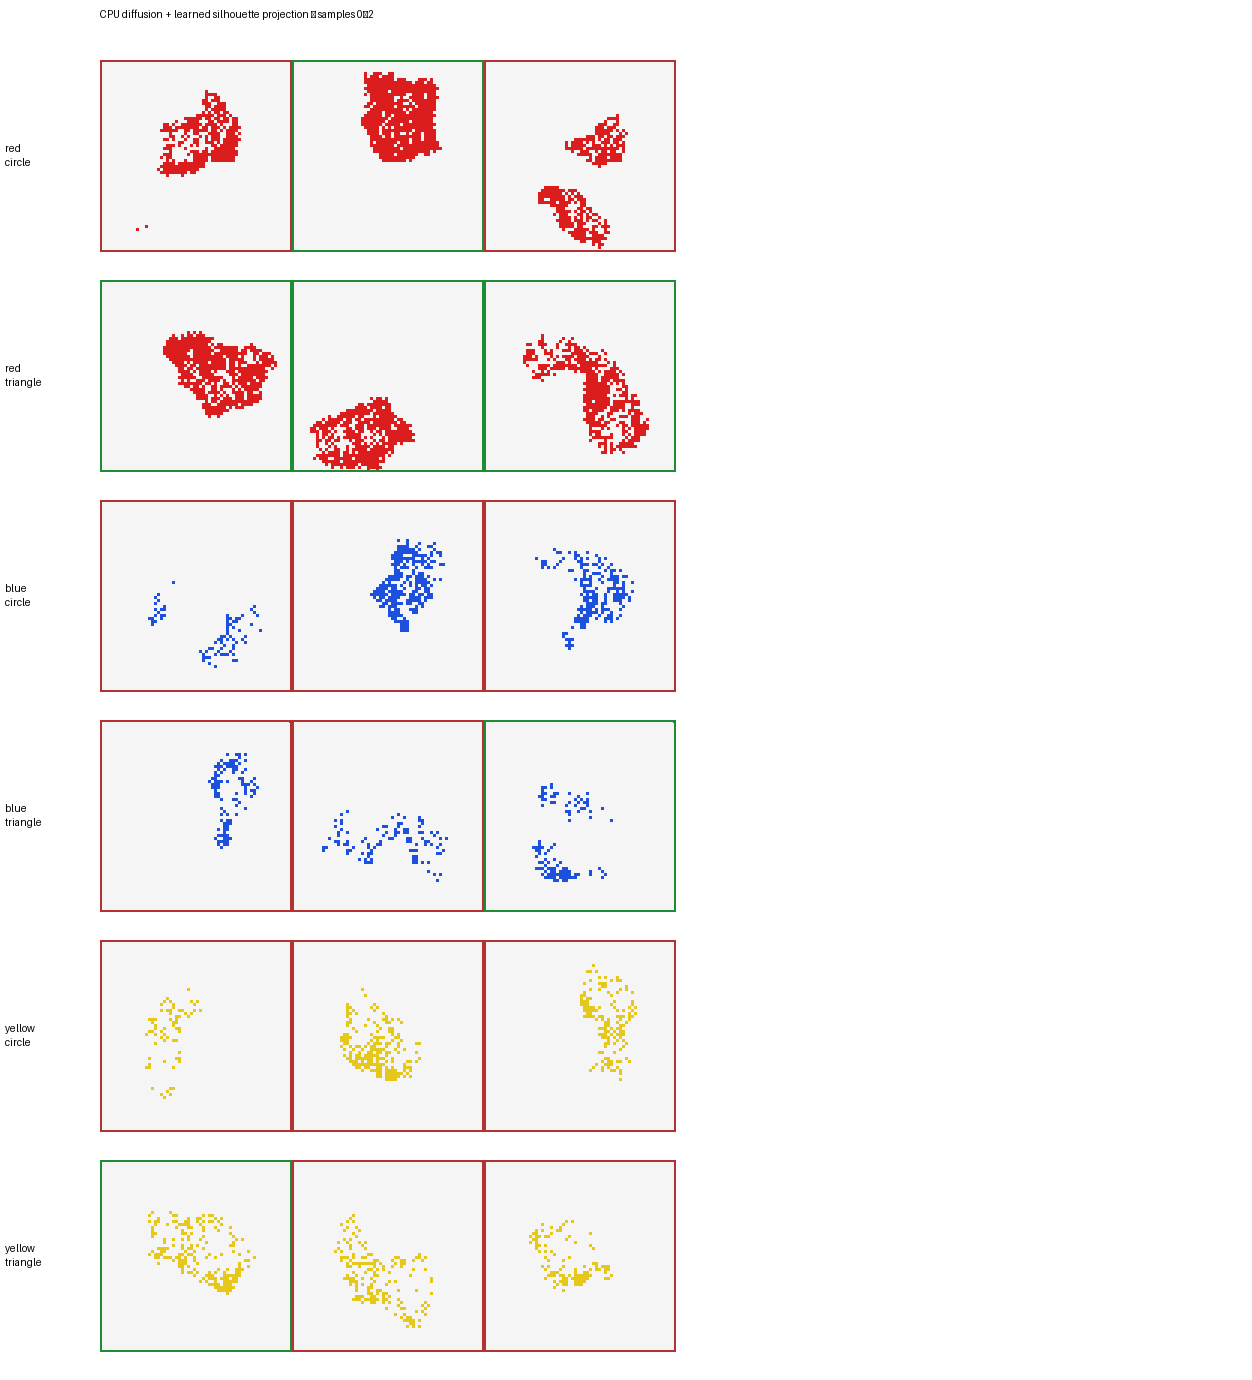 CPU diffusion + learned silhouette projection □ samples 0□2
red
circle
red
triangle
blue
circle
blue
triangle
yellow
circle
yellow
triangle